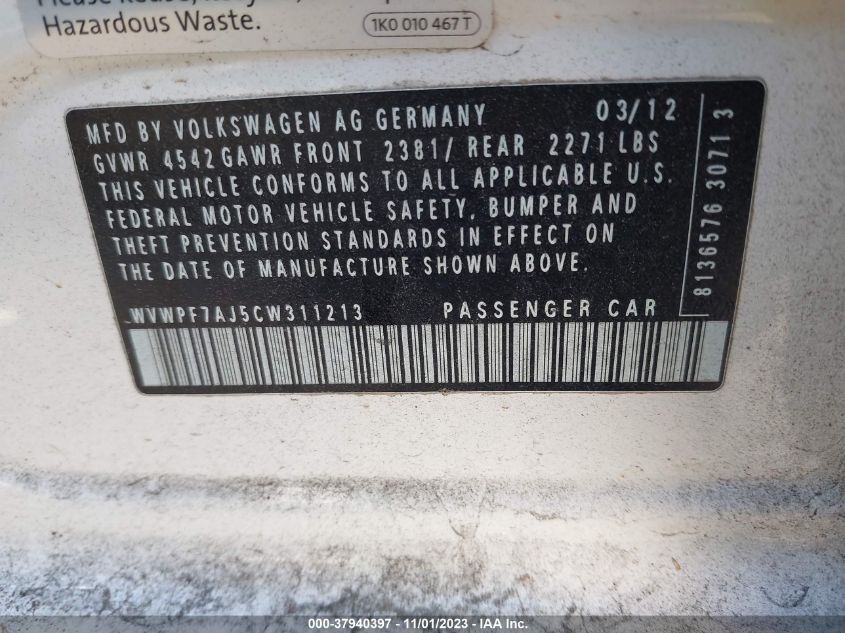 Hazardous Waste.
1K0 010 467 T
MFD BY VOLKSWAGEN AG GERMANY 03/12
GVWR 4542 GAWR FRONT 2381/ REAR 2271 LBS
THIS VEHICLE CONFORMS TO ALL APPLICABLE U.S.
FEDERAL MOTOR VEHICLE SAFETY, BUMPER AND
THEFT PREVENTION STANDARDS IN EFFECT ON
THE DATE OF MANUFACTURE SHOWN ABOVE.
WVWPF7AJ5CW311213 PASSENGER CAR
8136576 3071 3
000-37940397 - 11/01/2023 - IAA Inc.